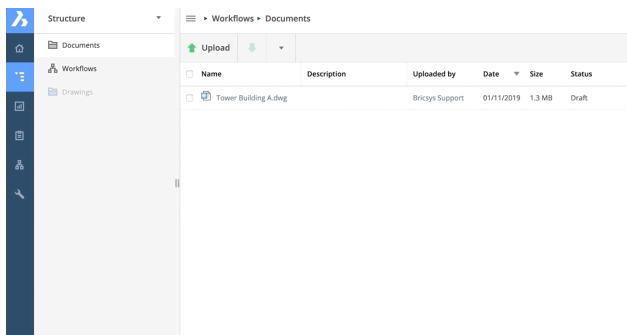 Structure
Workflows ▸ Documents
Documents
Workflows
Drawings
Upload
Name Description Uploaded by Date Size Status
Tower Building A.dwg Bricsys Support 01/11/2019 1.3 MB Draft